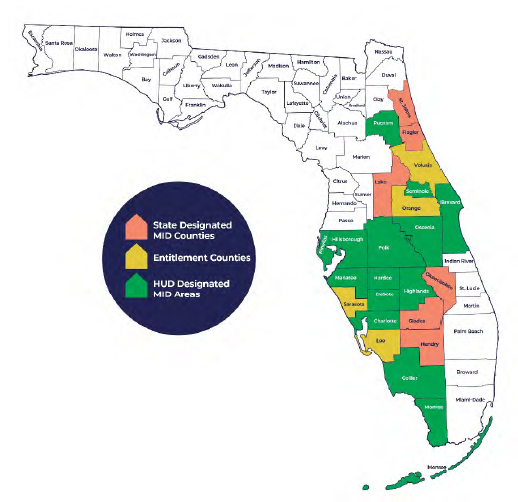 Holmes
Jackson
Santa Rosa
Okaloosa
Walton
Washington
Bay
Calhoun
Gulf
Liberty
Gadsden
Leon
Wakulla
Franklin
Jefferson
Madison
Taylor
Hamilton
Suwannee
Lafayette
Dixie
Columbia
Baker
Union
Nassau
Duval
Clay
St. Johns
Putnam
Flagler
Alachua
Levy
Marion
Volusia
Citrus
Sumter
Lake
Seminole
Hernando
Orange
Brevard
Pasco
Osceola
Hillsborough
Polk
Indian River
Manatee
Hardee
Okeechobee
St. Lucie
Highlands
Sarasota
DeSoto
Martin
Charlotte
Glades
Palm Beach
Lee
Hendry
Collier
Broward
Monroe
Miami-Dade
Monroe
State Designated
MID Counties
Entitlement Counties
HUD Designated
MID Areas